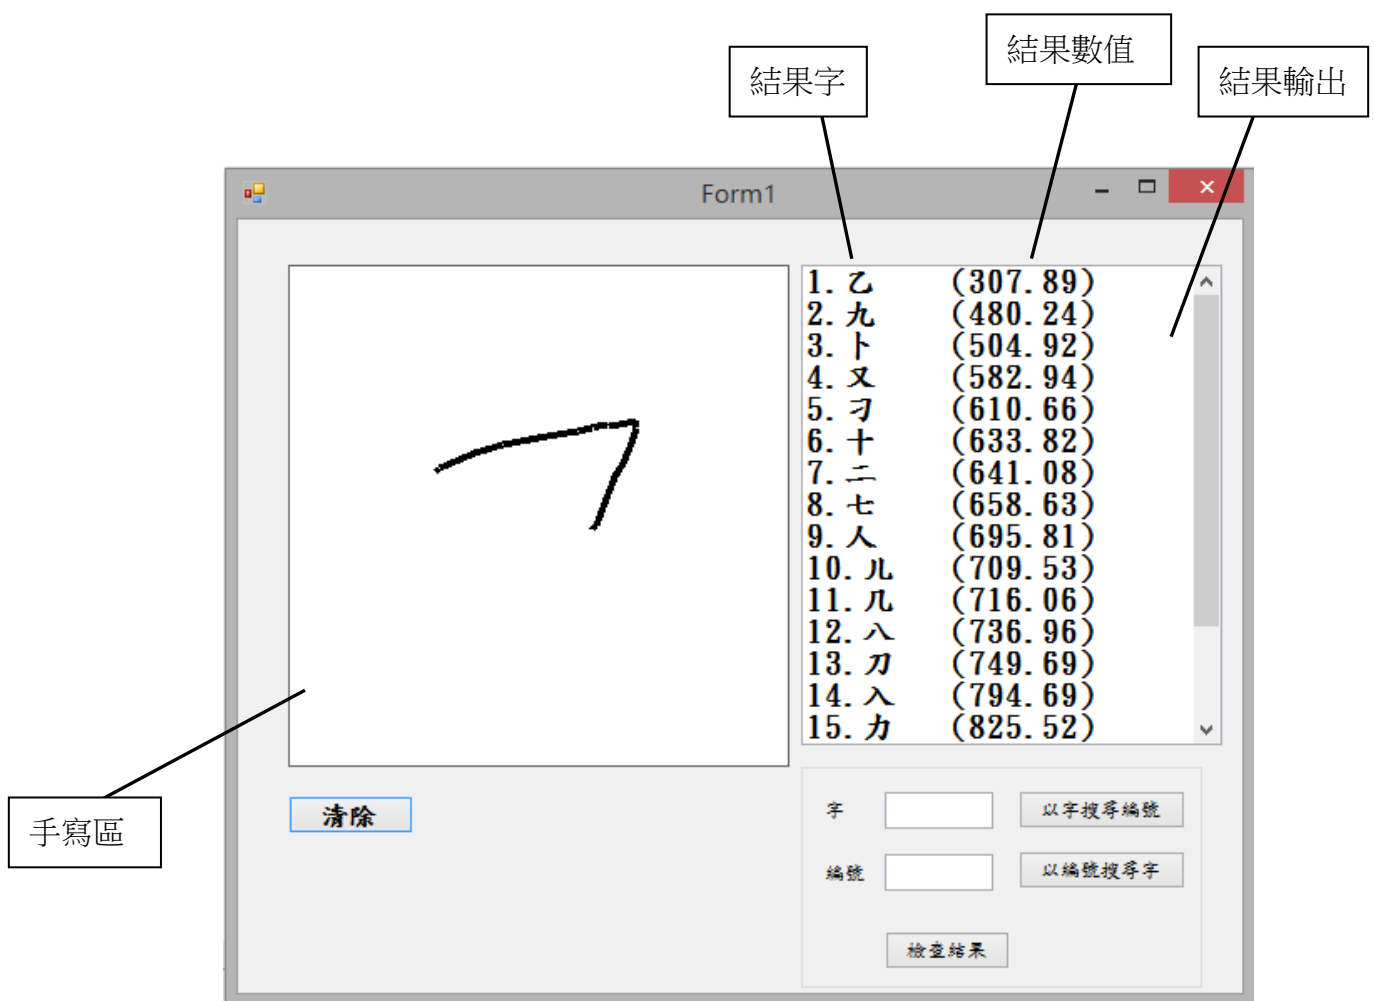 結果字
結果數值
結果輸出
Form1
1. 乙 (307.89)
2. 九 (480.24)
3. 卜 (504.92)
4. 又 (582.94)
5. 刁 (610.66)
6. 十 (633.82)
7. 二 (641.08)
8. 七 (658.63)
9. 人 (695.81)
10. 儿 (709.53)
11. 几 (716.06)
12. 八 (736.96)
13. 刀 (749.69)
14. 入 (794.69)
15. 力 (825.52)
手寫區
清除
字
以字搜尋編號
編號
以編號搜尋字
檢查結果